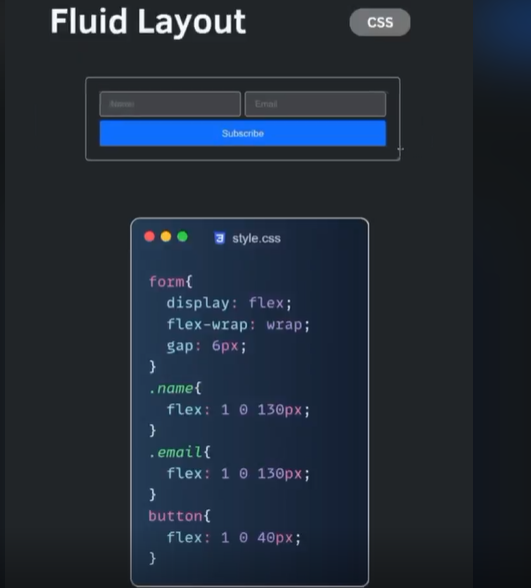 Fluid Layout
CSS
Name
Email
Subscribe
style.css
form{
  display: flex;
  flex-wrap: wrap;
  gap: 6px;
}
.name{
  flex: 1 0 130px;
}
.email{
  flex: 1 0 130px;
}
button{
  flex: 1 0 40px;
}